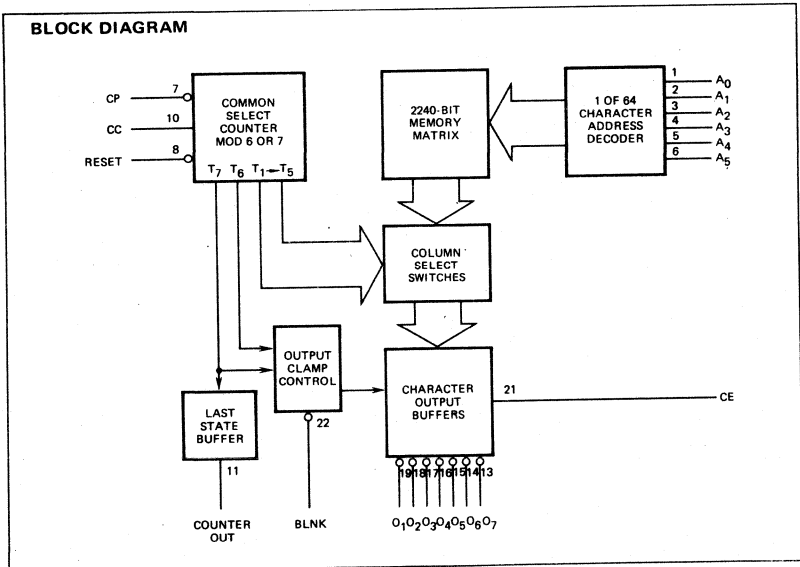 BLOCK DIAGRAM
CP
7
CC
10
RESET
8
COMMON
SELECT
COUNTER
MOD 6 OR 7
T7 T6 T1 T5
2240-BIT
MEMORY
MATRIX
1 OF 64
CHARACTER
ADDRESS
DECODER
1 A0
2 A1
3 A2
4 A3
5 A4
6 A5
COLUMN
SELECT
SWITCHES
OUTPUT
CLAMP
CONTROL
22
CHARACTER
OUTPUT
BUFFERS
21
CE
LAST
STATE
BUFFER
11
19 18 17 16 15 14 13
COUNTER
OUT
BLNK
O1 O2 O3 O4 O5 O6 O7